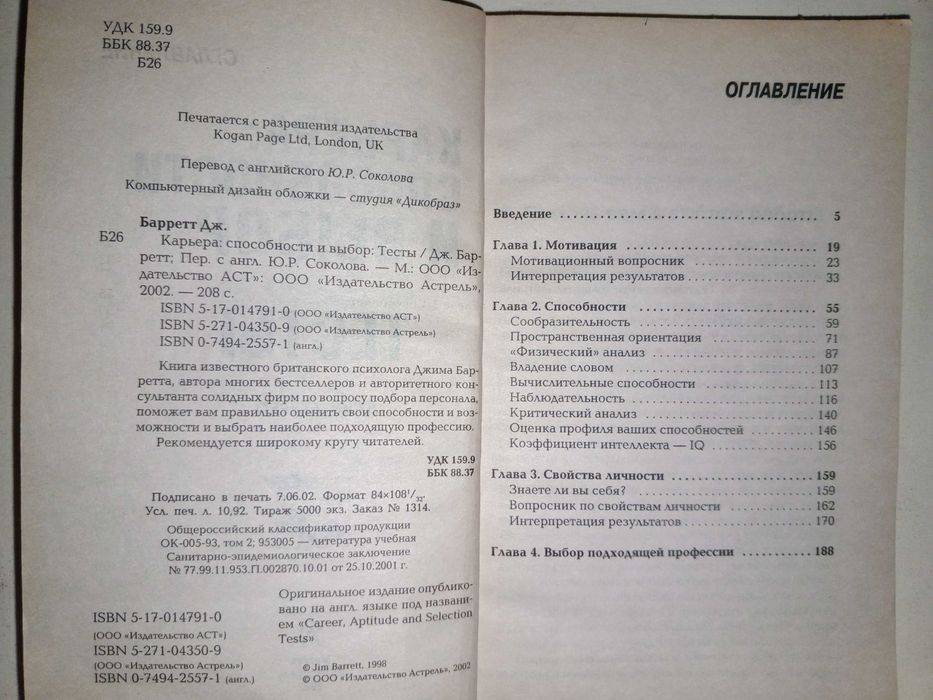 УДК 159.9
ББК 88.37
Б26
Печатается с разрешения издательства
Kogan Page Ltd, London, UK
Перевод с английского Ю.Р. Соколова
Компьютерный дизайн обложки — студия «Дикобраз»
Барретт Дж.
Б26 Карьера: способности и выбор: Тесты / Дж. Бар-
ретт; Пер. с англ. Ю.Р. Соколова. — М.: ООО «Из-
дательство АСТ»: ООО «Издательство Астрель»,
2002. — 208 с.
ISBN 5-17-014791-0 (ООО «Издательство АСТ»)
ISBN 5-271-04350-9 (ООО «Издательство Астрель»)
ISBN 0-7494-2557-1 (англ.)
Книга известного британского психолога Джима Бар-
ретта, автора многих бестселлеров и авторитетного кон-
сультанта солидных фирм по вопросу подбора персонала,
поможет вам правильно оценить свои способности и воз-
можности и выбрать наиболее подходящую профессию.
Рекомендуется широкому кругу читателей.
УДК 159.9
ББК 88.37
Подписано в печать 7.06.02. Формат 84×108¹/₃₂.
Усл. печ. л. 10,92. Тираж 5000 экз. Заказ № 1314.
Общероссийский классификатор продукции
ОК-005-93, том 2; 953005 — литература учебная
Санитарно-эпидемиологическое заключение
№ 77.99.11.953.П.002870.10.01 от 25.10.2001 г.
ISBN 5-17-014791-0
(ООО «Издательство АСТ»)
ISBN 5-271-04350-9
(ООО «Издательство Астрель»)
ISBN 0-7494-2557-1 (англ.)
Оригинальное издание опублико-
вано на англ. языке под названи-
ем «Career, Aptitude and Selection
Tests»
© Jim Barrett, 1998
© ООО «Издательство Астрель», 2002
ОГЛАВЛЕНИЕ
Введение 5
Глава 1. Мотивация 19
Мотивационный вопросник 23
Интерпретация результатов 33
Глава 2. Способности 55
Сообразительность 59
Пространственная ориентация 71
«Физический» анализ 87
Владение словом 107
Вычислительные способности 113
Наблюдательность 116
Критический анализ 140
Оценка профиля ваших способностей 146
Коэффициент интеллекта — IQ 156
Глава 3. Свойства личности 159
Знаете ли вы себя? 159
Вопросник по свойствам личности 162
Интерпретация результатов 170
Глава 4. Выбор подходящей профессии 188